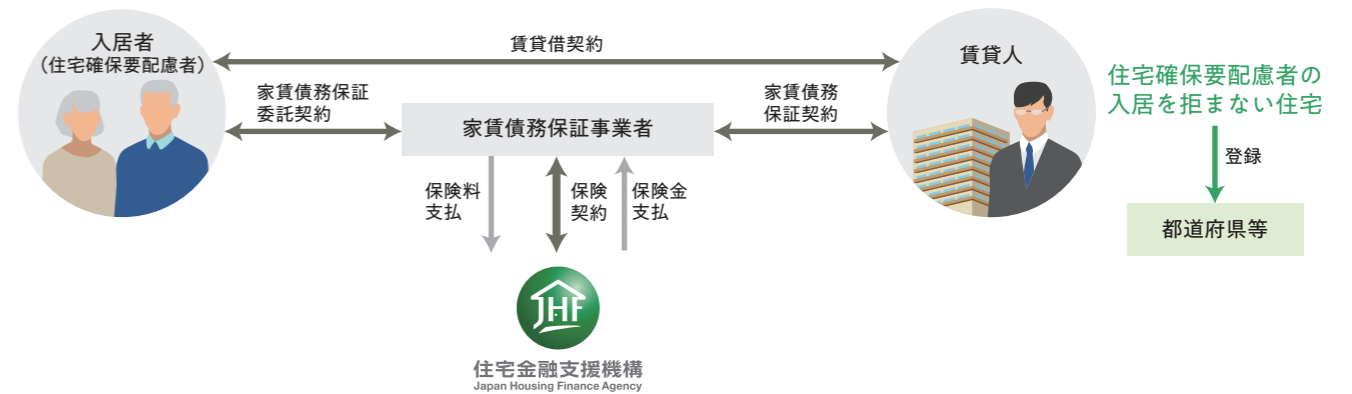 入居者
（住宅確保要配慮者）
賃貸借契約
賃貸人
家賃債務保証
委託契約
家賃債務保証事業者
家賃債務
保証契約
住宅確保要配慮者の
入居を拒まない住宅
登録
都道府県等
保険料
支払
保険
契約
保険金
支払
JHF
住宅金融支援機構
Japan Housing Finance Agency